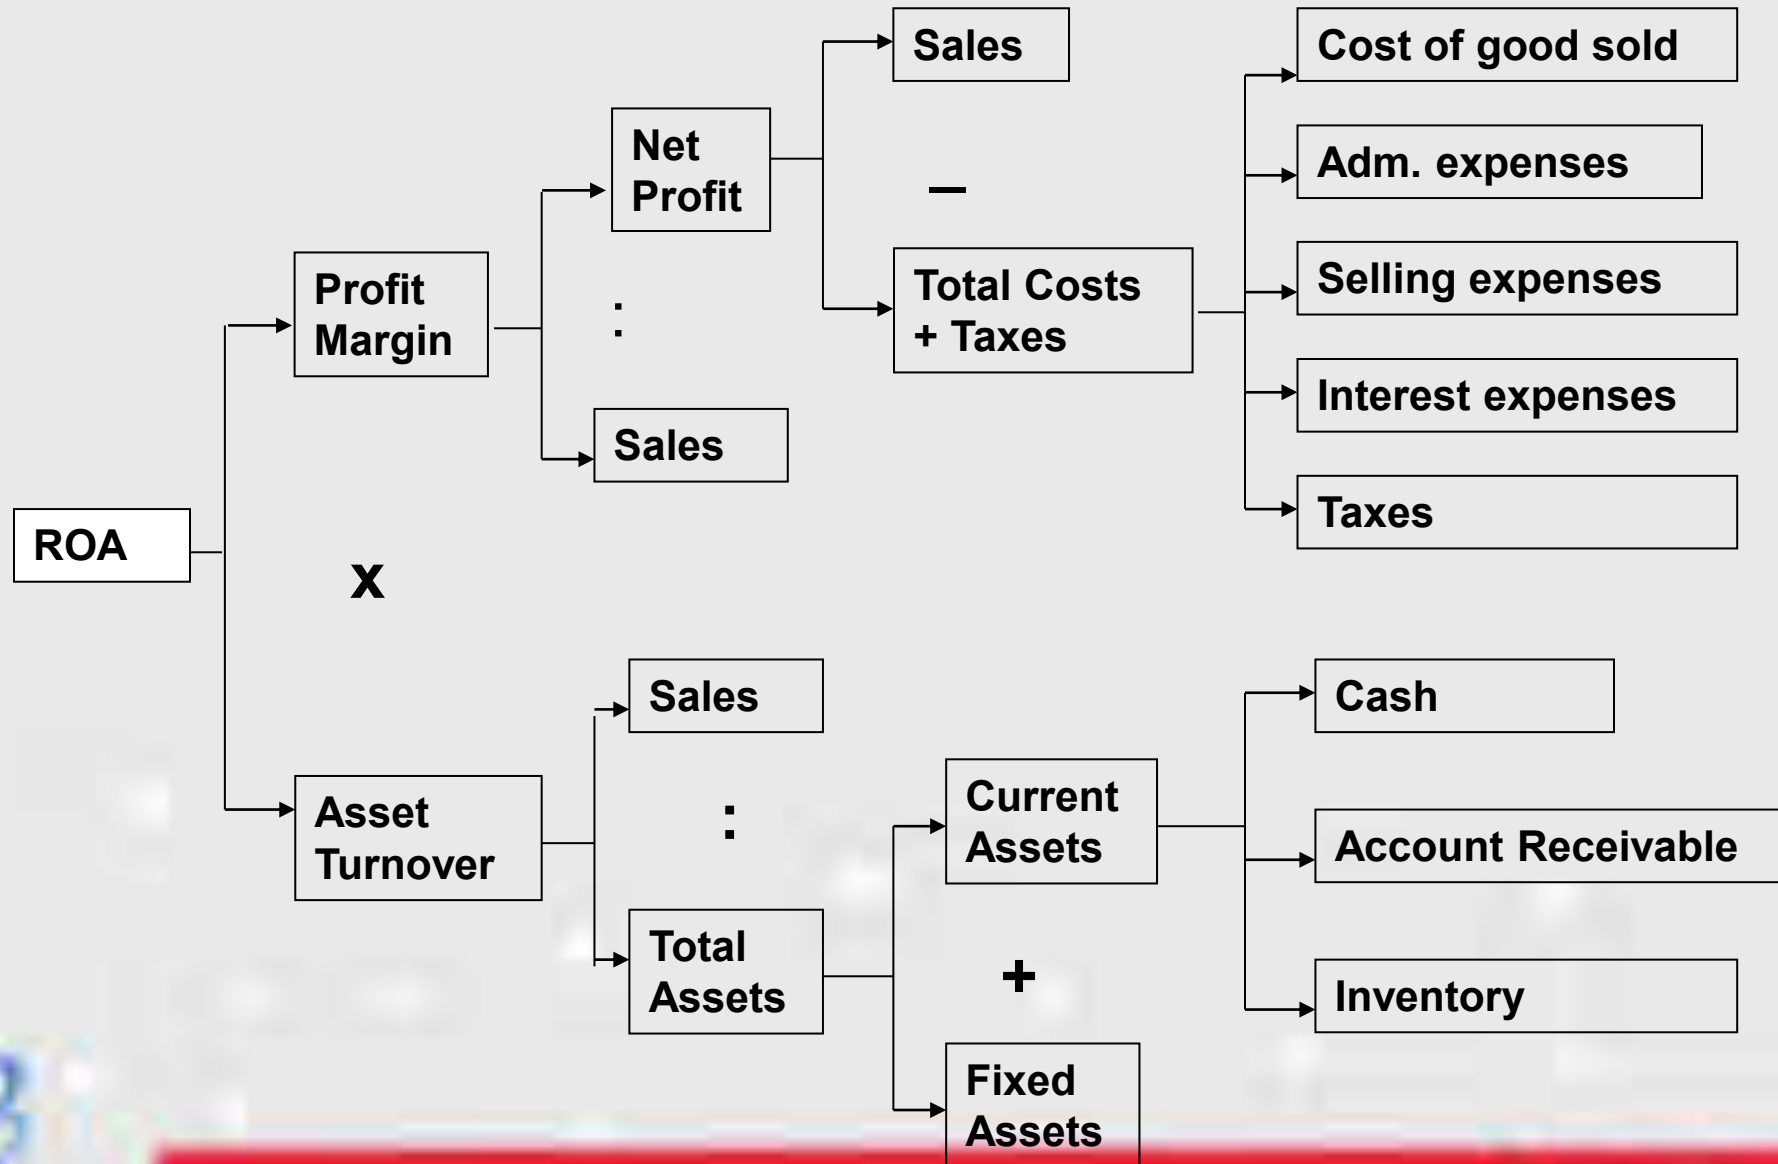 Sales
Cost of good sold
Net
Profit
–
Adm. expenses
Profit
Margin
:
Total Costs
+ Taxes
Selling expenses
Interest expenses
Sales
Taxes
ROA
x
Sales
Cash
Asset
Turnover
:
Current
Assets
Account Receivable
Total
Assets
+
Inventory
Fixed
Assets